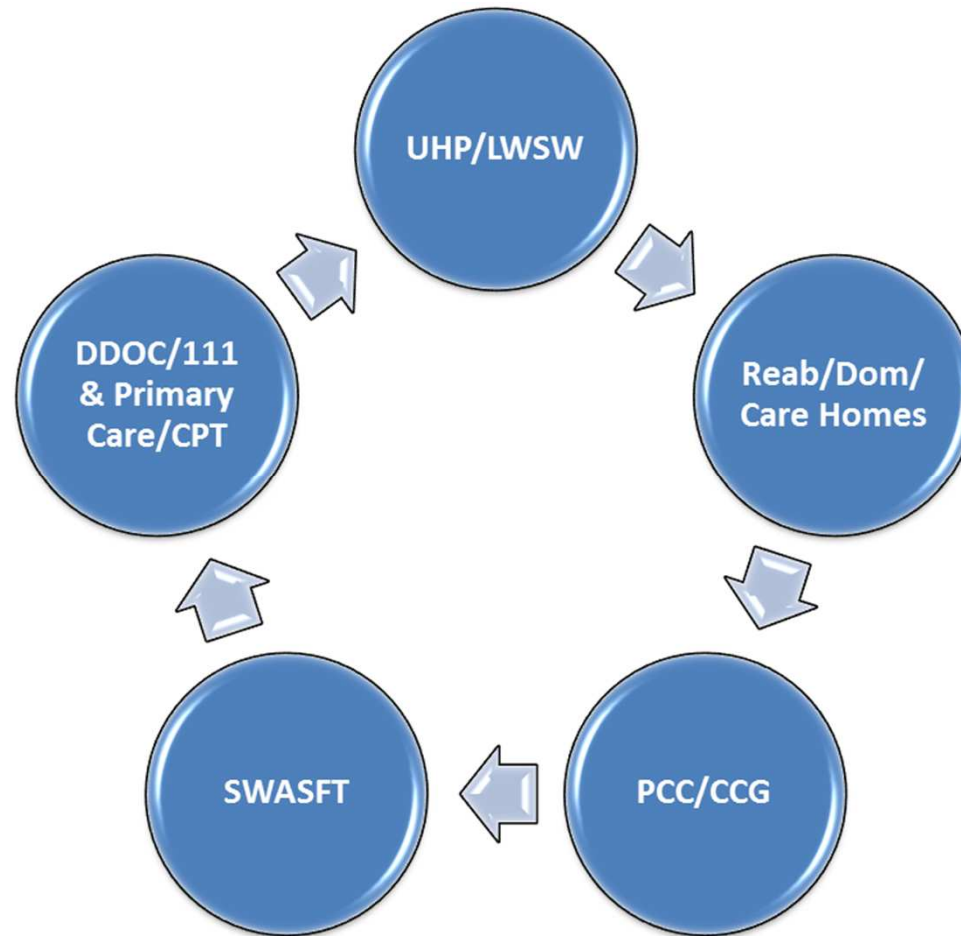 UHP/LWSW
Reab/Dom/
Care Homes
PCC/CCG
SWASFT
DDOC/111
& Primary
Care/CPT